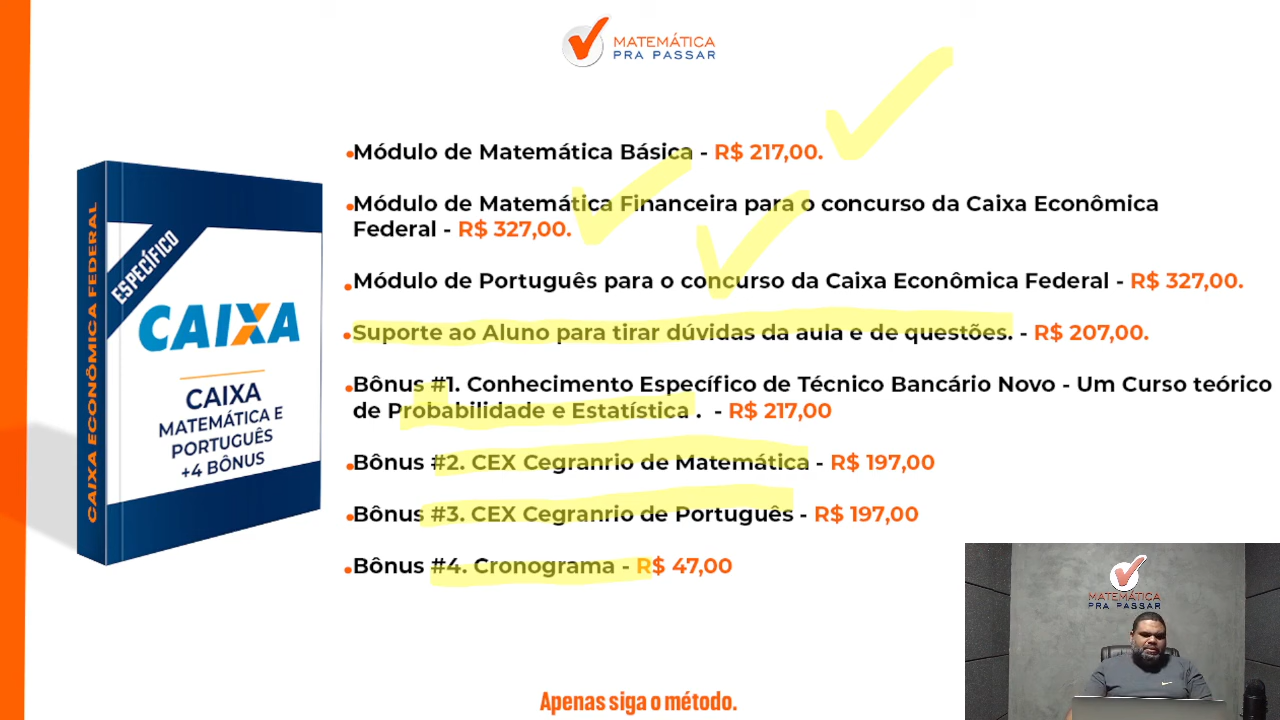 MATEMÁTICA
PRA PASSAR
•Módulo de Matemática Básica - R$ 217,00.
•Módulo de Matemática Financeira para o concurso da Caixa Econômica
Federal - R$ 327,00.
•Módulo de Português para o concurso da Caixa Econômica Federal - R$ 327,00.
•Suporte ao Aluno para tirar dúvidas da aula e de questões. - R$ 207,00.
•Bônus #1. Conhecimento Específico de Técnico Bancário Novo - Um Curso teórico
de Probabilidade e Estatística . - R$ 217,00
•Bônus #2. CEX Cegranrio de Matemática - R$ 197,00
•Bônus #3. CEX Cegranrio de Português - R$ 197,00
•Bônus #4. Cronograma - R$ 47,00
CAIXA ECONÔMICA FEDERAL
ESPECÍFICO
CAIXA
CAIXA
MATEMÁTICA E
PORTUGUÊS
+4 BÔNUS
MATEMÁTICA
PRA PASSAR
Apenas siga o método.